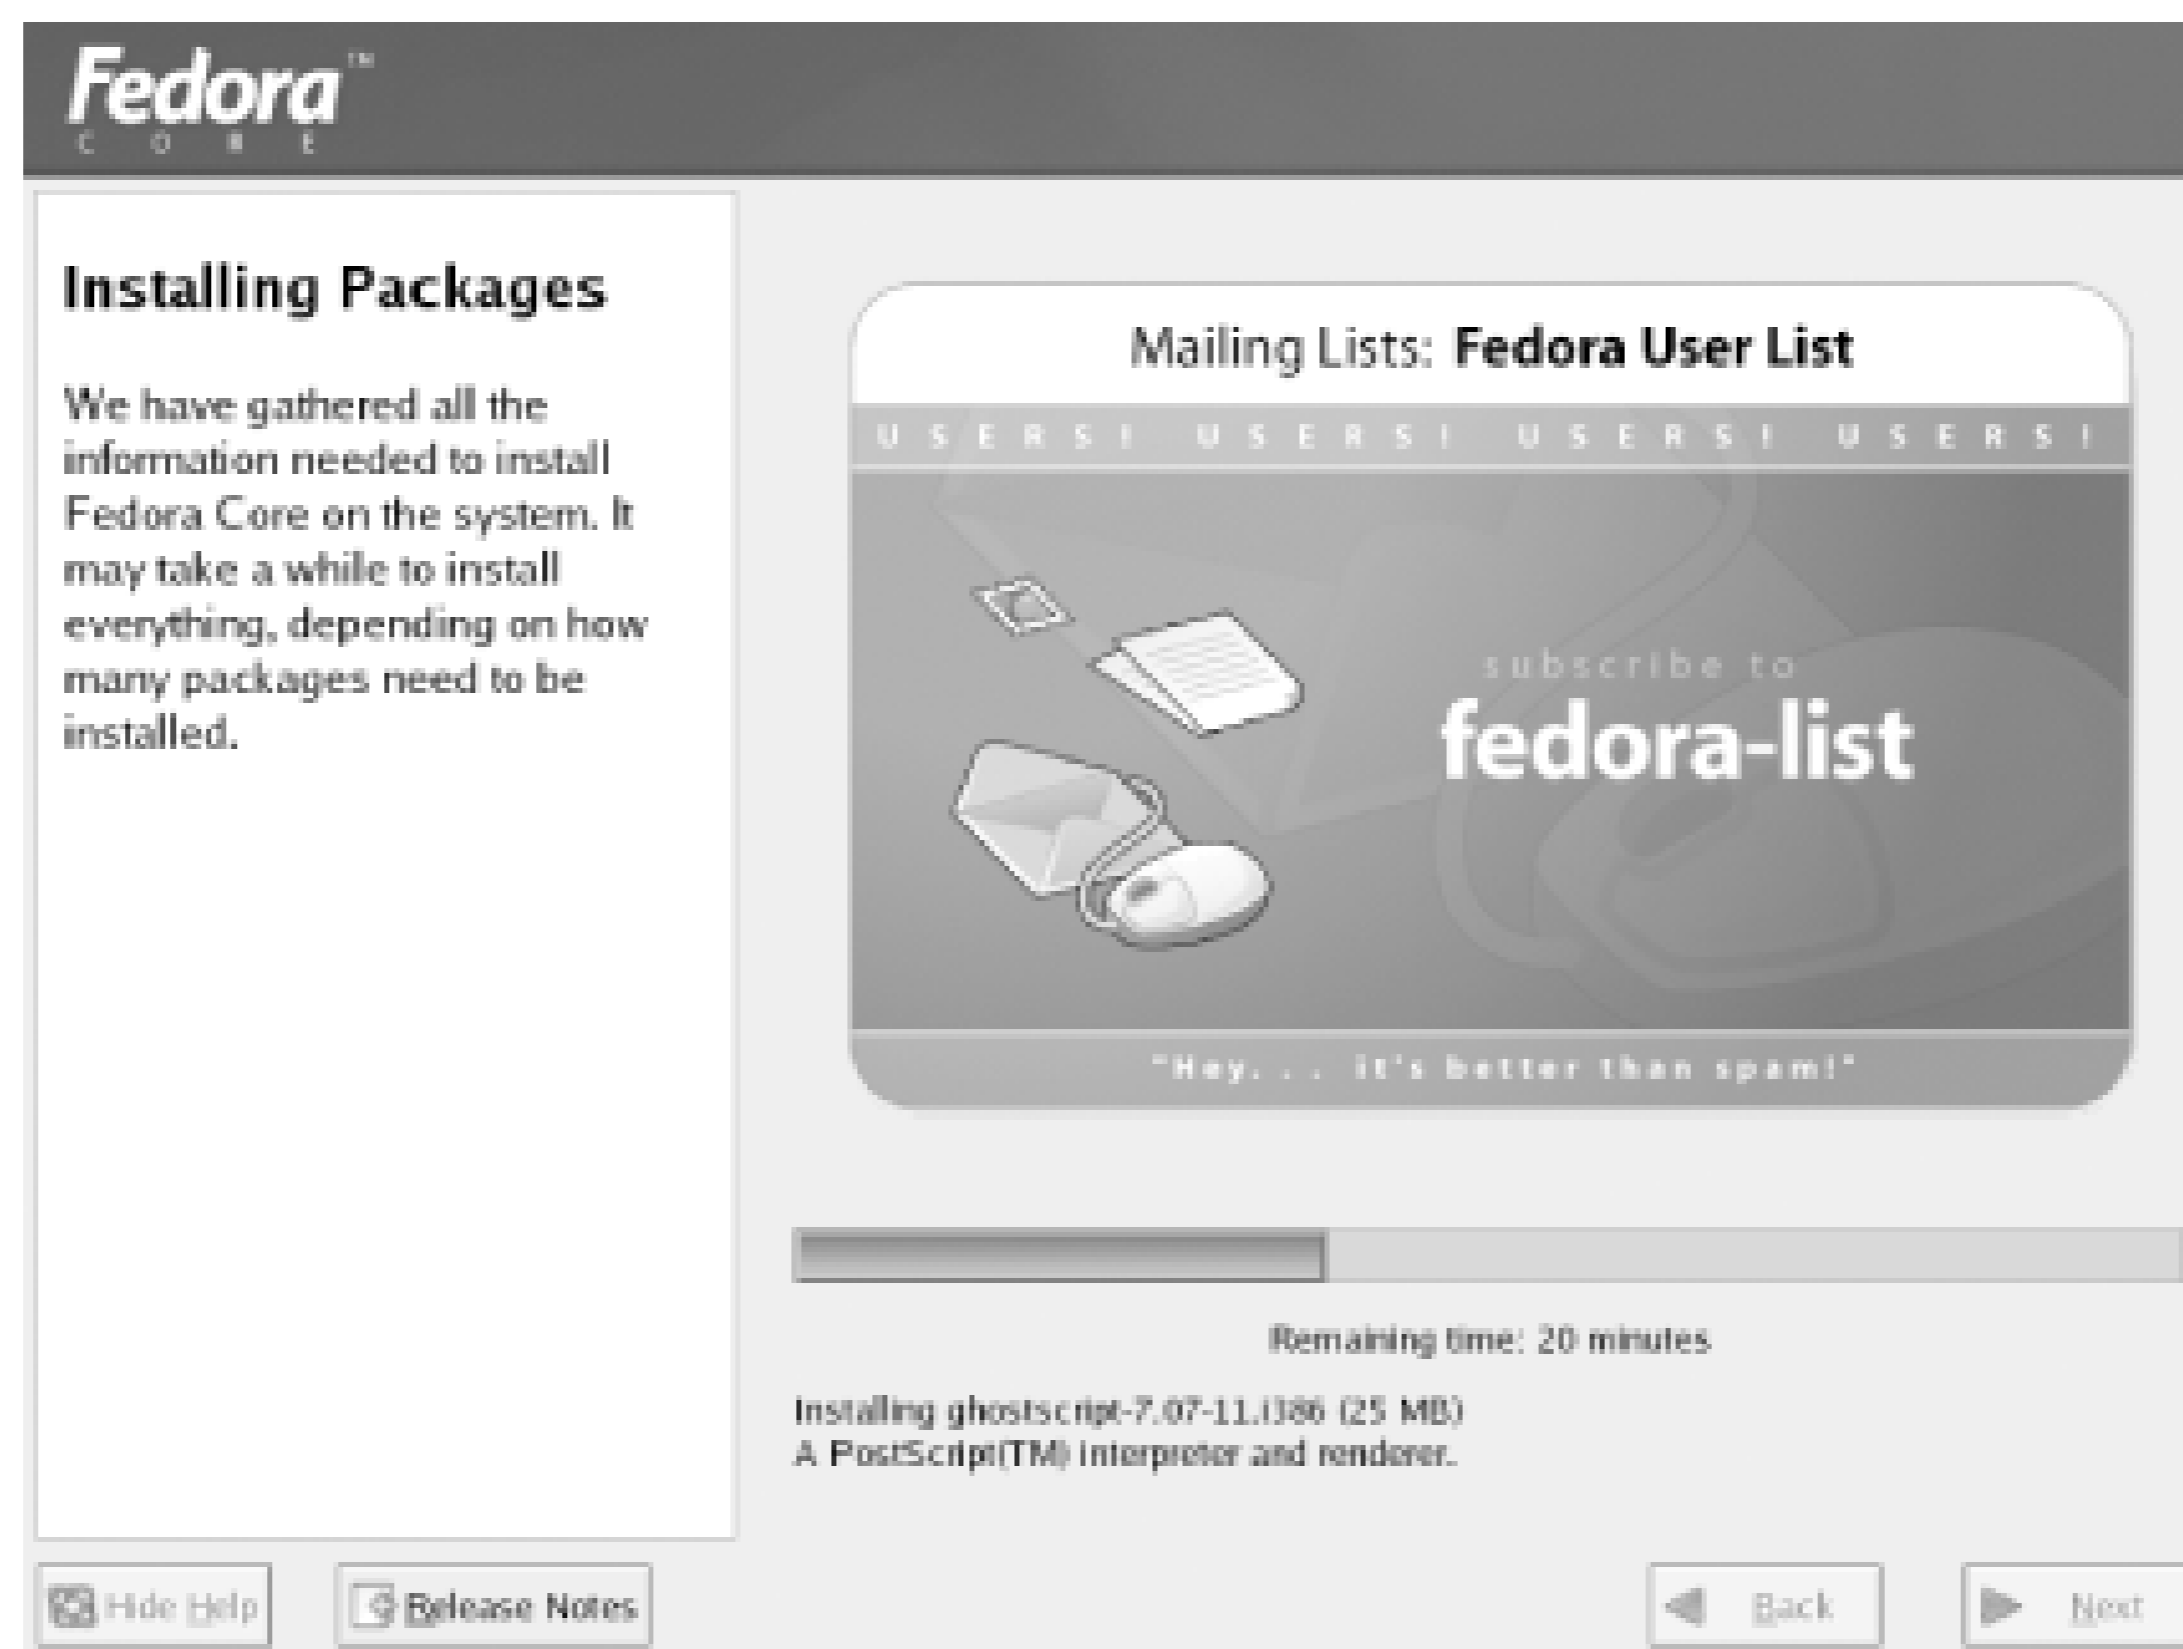 Fedora™
CORE
Installing Packages
We have gathered all the
information needed to install
Fedora Core on the system. It
may take a while to install
everything, depending on how
many packages need to be
installed.
Mailing Lists: Fedora User List
USERS! USERS! USERS! USERS!
subscribe to
fedora-list
"Hey... it's better than spam!"
Remaining time: 20 minutes
Installing ghostscript-7.07-11.i386 (25 MB)
A PostScript(TM) interpreter and renderer.
Hide Help
Release Notes
Back
Next